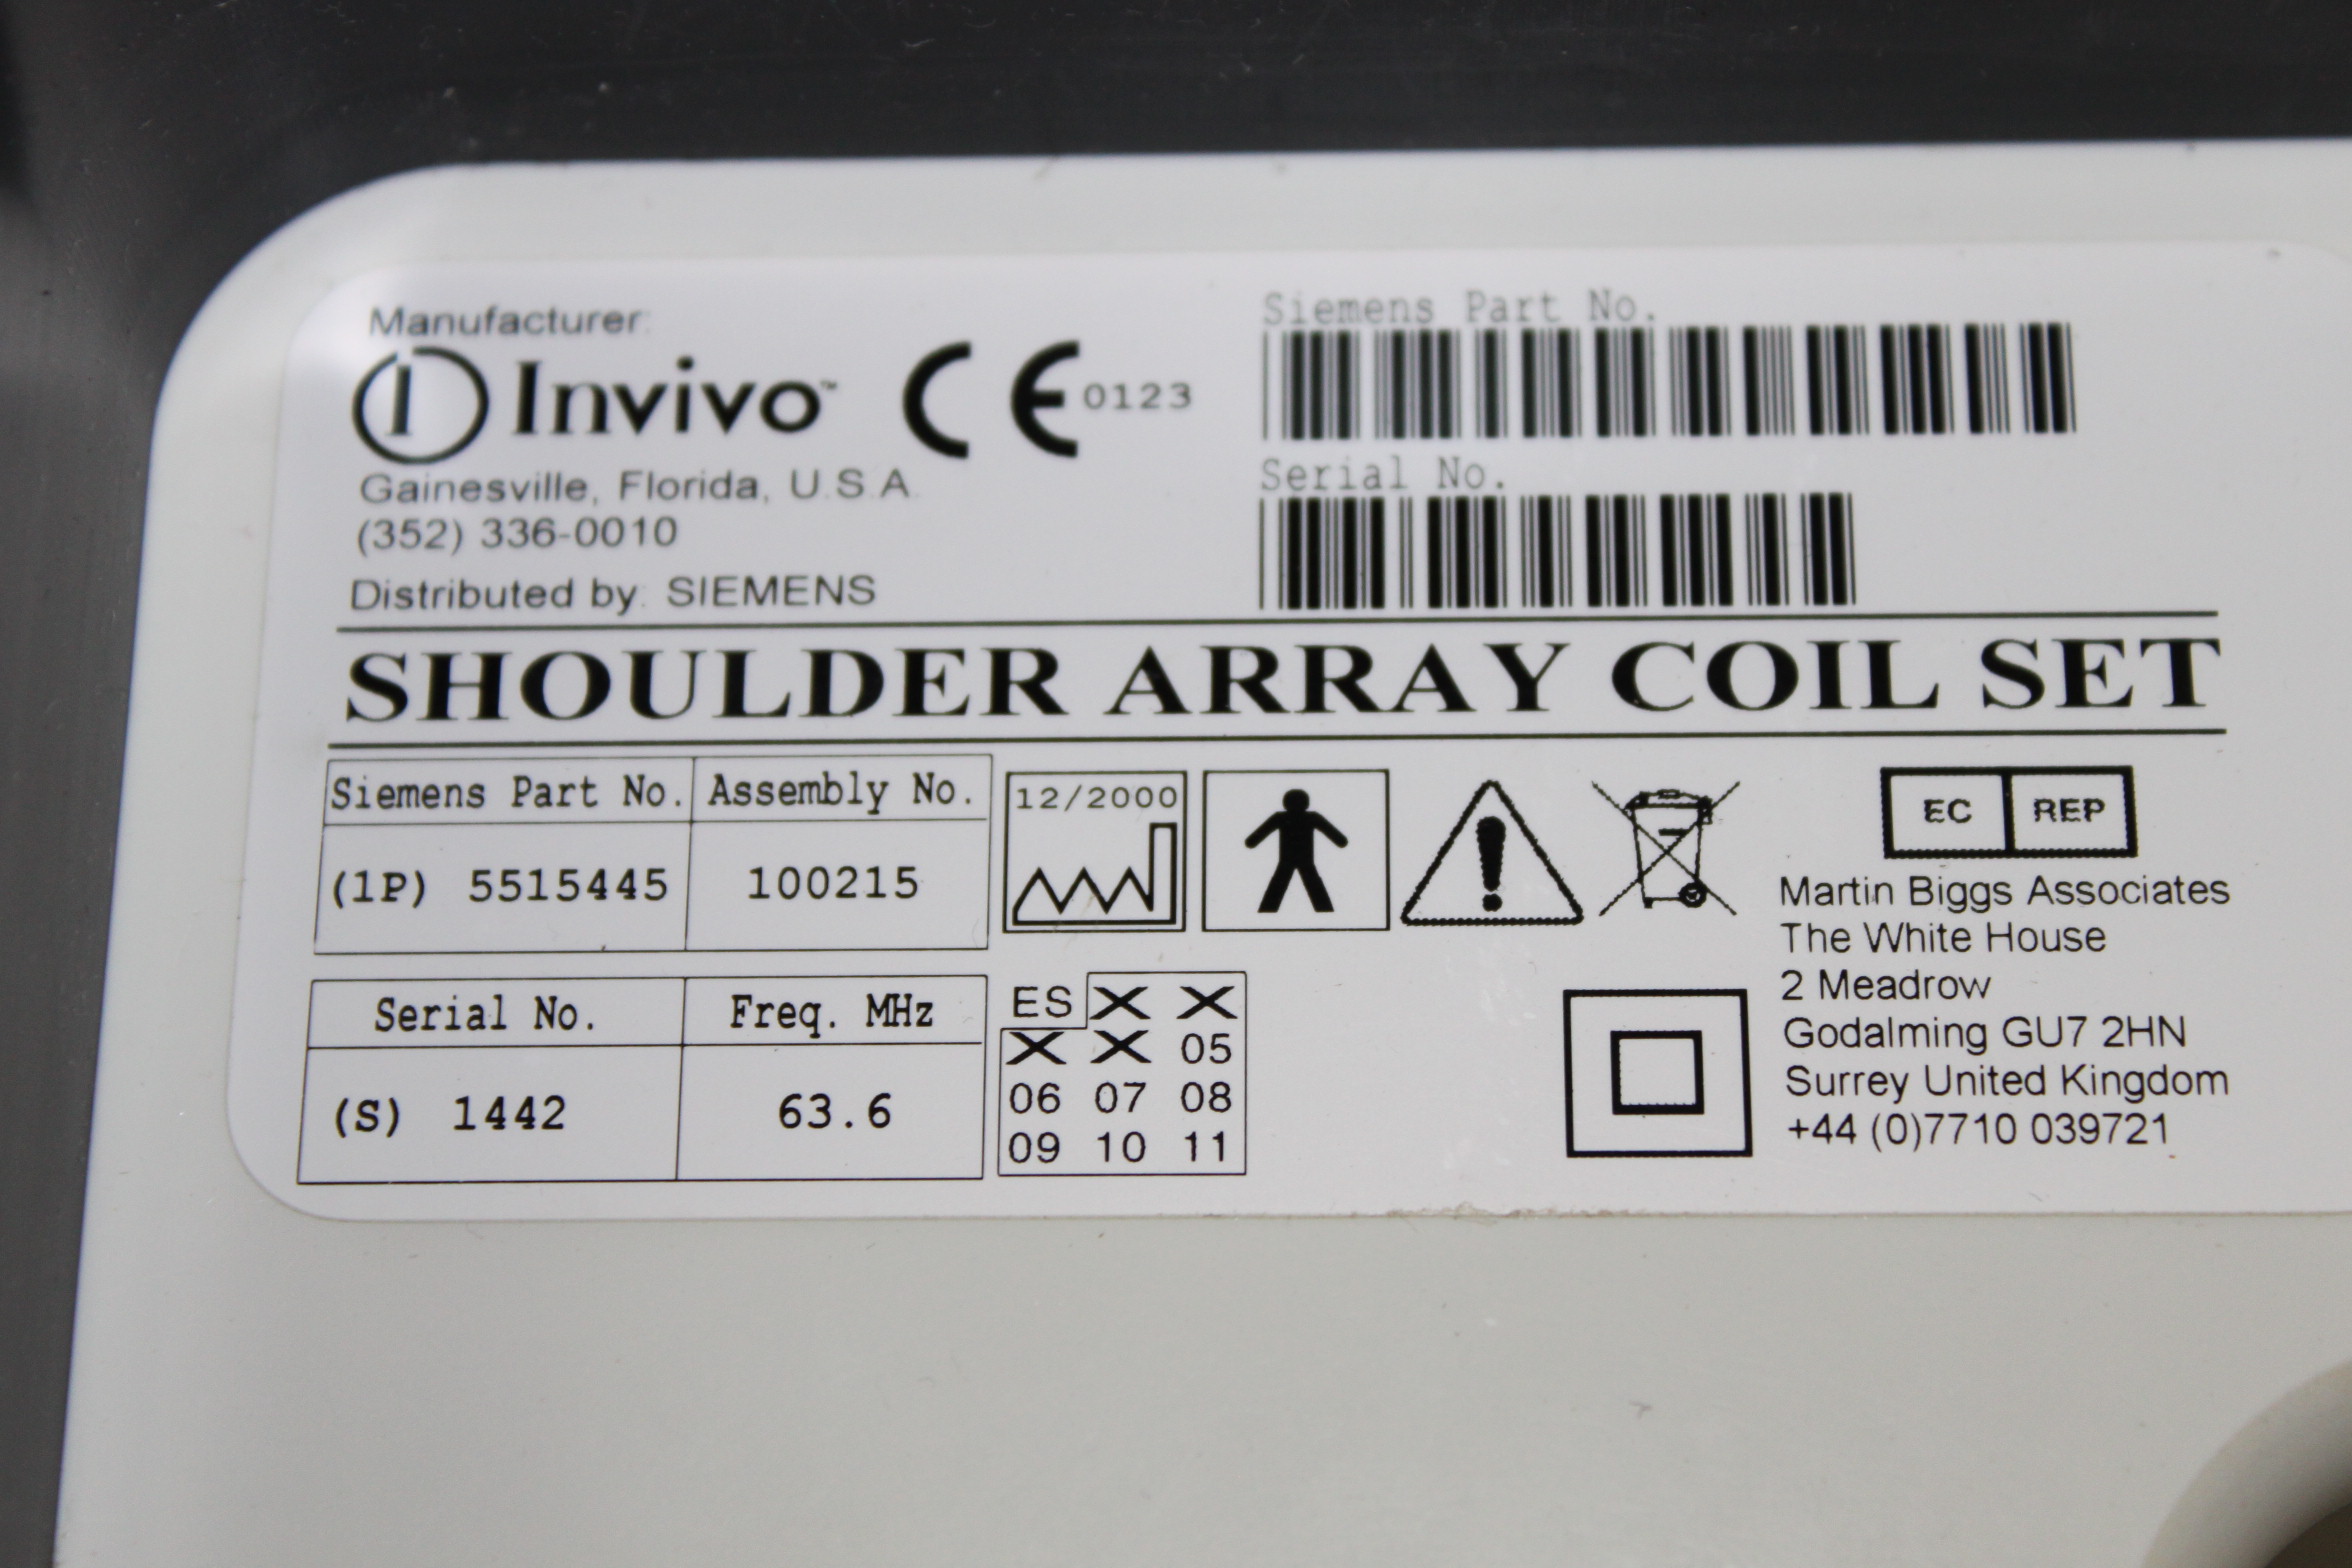 Manufacturer:
Invivo™ CE 0123
Gainesville, Florida, U.S.A.
(352) 336-0010
Distributed by: SIEMENS
Siemens Part No.
Serial No.
SHOULDER ARRAY COIL SET
Siemens Part No. Assembly No.
(1P) 5515445 100215
Serial No. Freq. MHz
(S) 1442 63.6
12/2000
ES X X
X X 05
06 07 08
09 10 11
EC REP
Martin Biggs Associates
The White House
2 Meadrow
Godalming GU7 2HN
Surrey United Kingdom
+44 (0)7710 039721